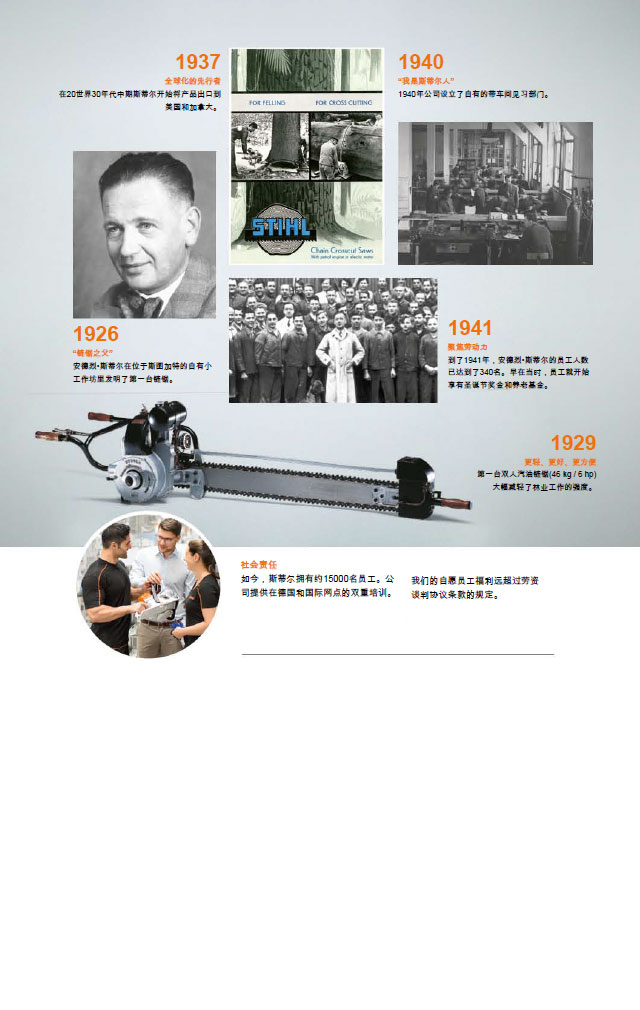 1937
全球化的先行者
在20世界30年代中期斯蒂尔开始将产品出口到
美国和加拿大。
FOR FELLING
FOR CROSS CUTTING
STIHL
Chain Crosscut Saws
With petrol engine or electric motor
1940
“我是斯蒂尔人”
1940年公司设立了自有的带车间见习部门。
1926
“链锯之父”
安德烈•斯蒂尔在位于斯图加特的自有小
工作坊里发明了第一台链锯。
1941
聚集劳动力
到了1941年，安德烈•斯蒂尔的员工人数
已达到了340名。早在当时，员工就开始
享有圣诞节奖金和养老基金。
1929
更轻、更好、更方便
第一台双人汽油链锯(46 kg / 6 hp)
大幅减轻了林业工作的强度。
社会责任
如今，斯蒂尔拥有约15000名员工。公
司提供在德国和国际网点的双重培训。
我们的自愿员工福利远超过劳资
谈判协议条款的规定。